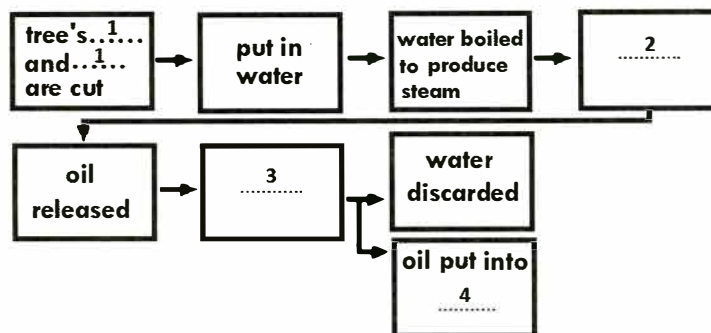 tree's......1......
and......1......
are cut
put in
water
water boiled
to produce
steam
2
..................
oil
released
3
..................
water
discarded
oil put into
4
..................